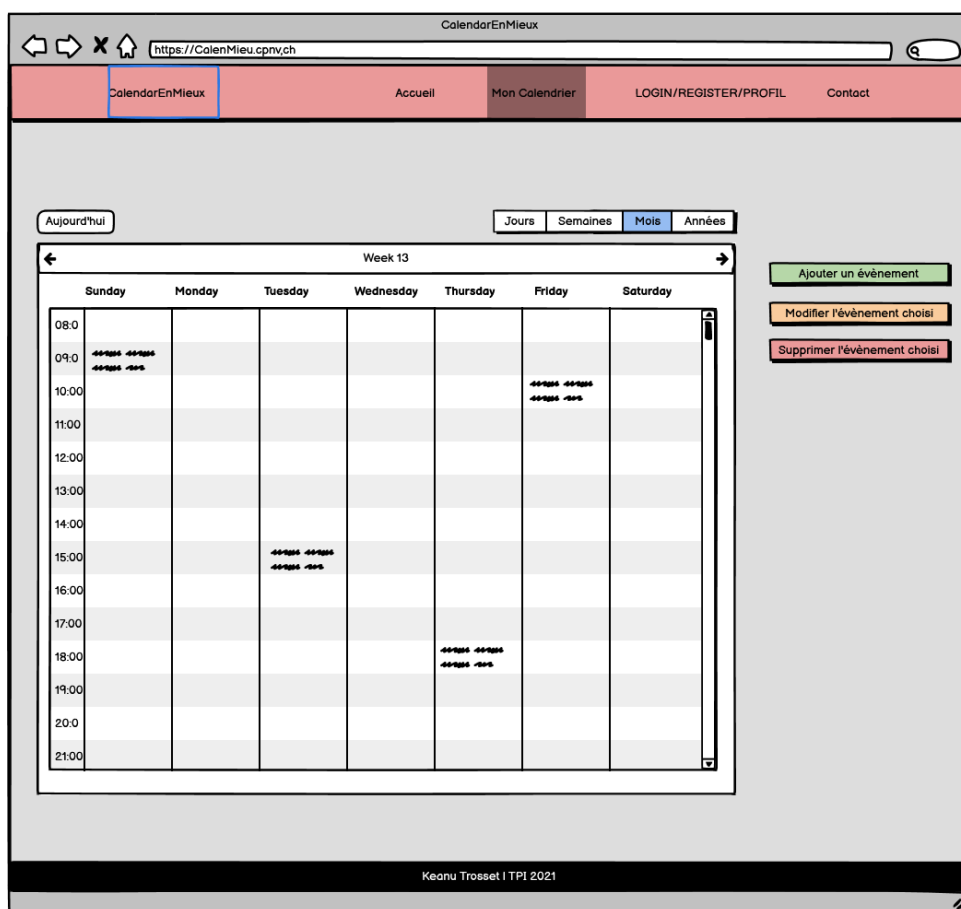 CalendarEnMieux
https://CalenMieu.cpnv,ch
CalendarEnMieux Accueil Mon Calendrier LOGIN/REGISTER/PROFIL Contact
Aujourd'hui Jours Semaines Mois Années
Week 13
Ajouter un évènement
Sunday Monday Tuesday Wednesday Thursday Friday Saturday
Modifier l'évènement choisi
08:0
Supprimer l'évènement choisi
09:0
10:00
11:00
12:00
13:00
14:00
15:00
16:00
17:00
18:00
19:00
20:0
21:00
Keanu Trosset | TPI 2021